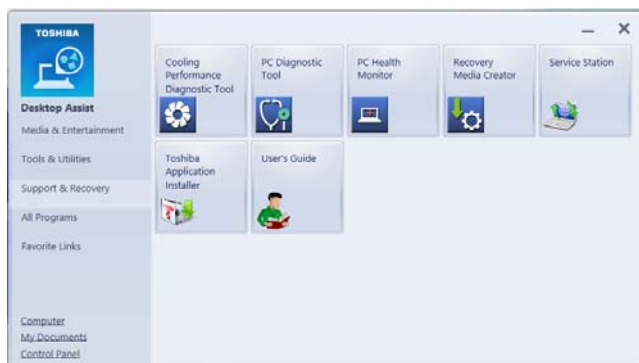 TOSHIBA
Desktop Assist
Media & Entertainment
Tools & Utilities
Support & Recovery
All Programs
Favorite Links
Computer
My Documents
Control Panel
Cooling
Performance
Diagnostic Tool
PC Diagnostic
Tool
PC Health
Monitor
Recovery
Media Creator
Service Station
Toshiba
Application
Installer
User's Guide